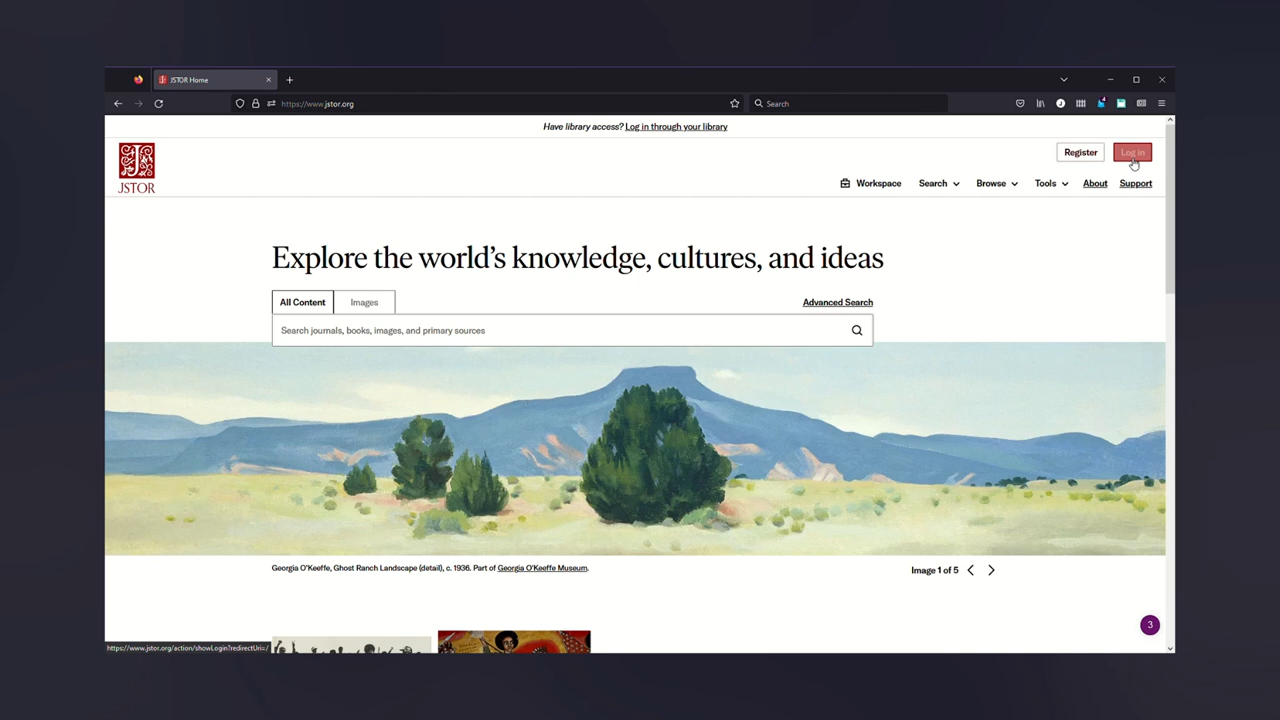 JSTOR Home
https://www.jstor.org
Search
Have library access? Log in through your library
JSTOR
Register
Log in
Workspace
Search
Browse
Tools
About
Support
Explore the world's knowledge, cultures, and ideas
All Content
Images
Advanced Search
Search journals, books, images, and primary sources
Georgia O'Keeffe, Ghost Ranch Landscape (detail), c. 1936. Part of Georgia O'Keeffe Museum.
Image 1 of 5
3
https://www.jstor.org/action/showLogin?redirectUri=/